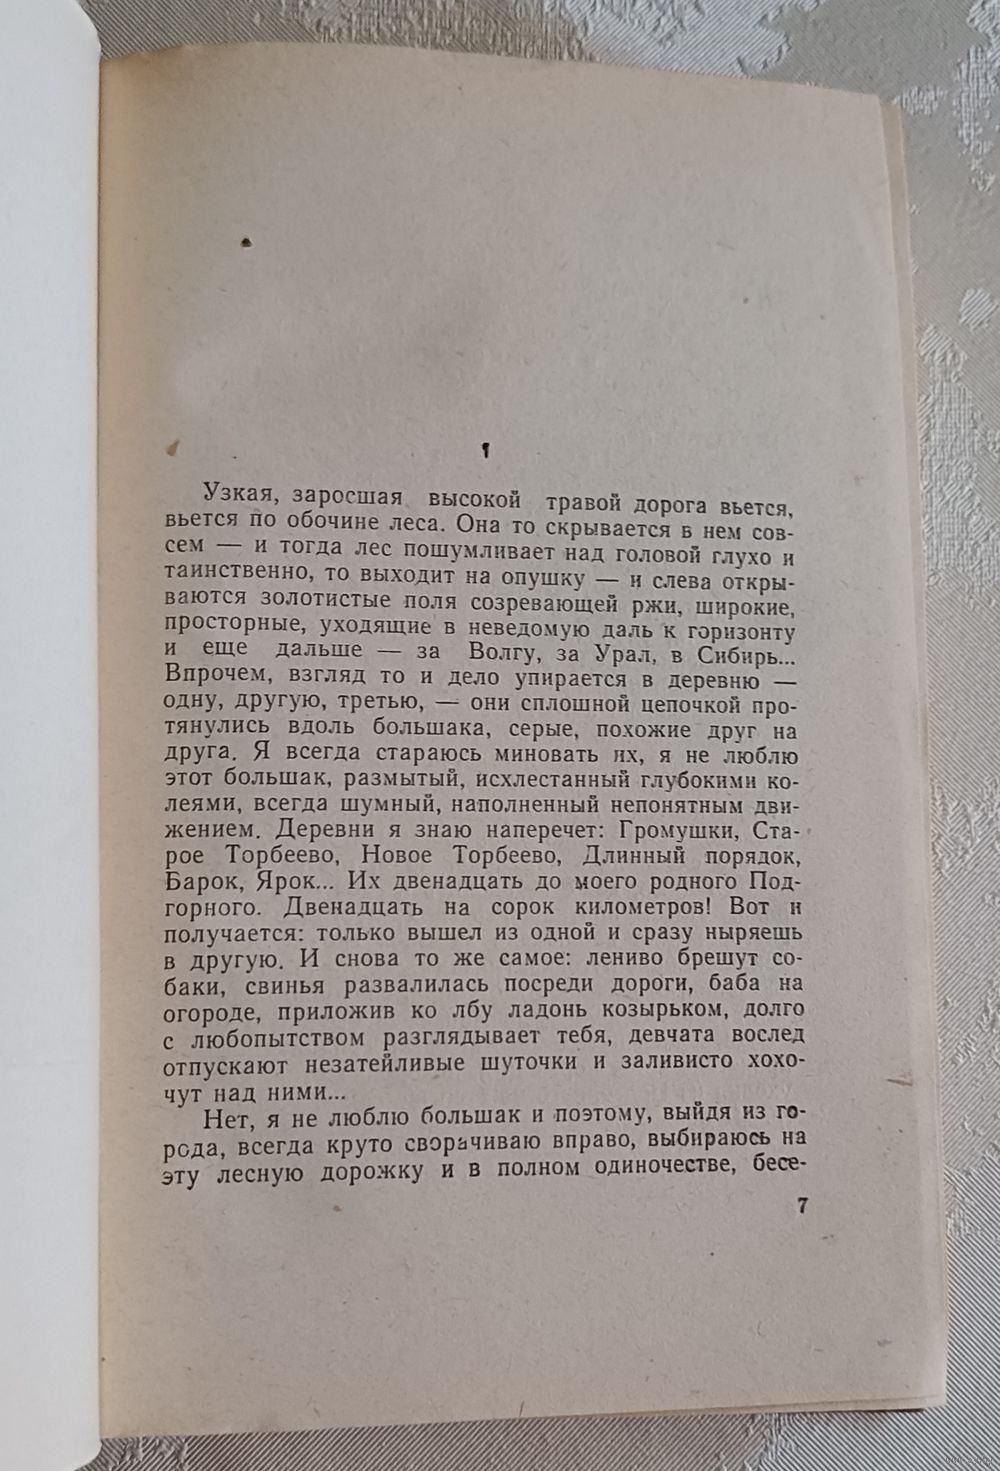 1
Узкая, заросшая высокой травой дорога вьется,
вьется по обочине леса. Она то скрывается в нем сов-
сем — и тогда лес пошумливает над головой глухо и
таинственно, то выходит на опушку — и слева откры-
ваются золотистые поля созревающей ржи, широкие,
просторные, уходящие в неведомую даль к горизонту
и еще дальше — за Волгу, за Урал, в Сибирь...
Впрочем, взгляд то и дело упирается в деревню —
одну, другую, третью, — они сплошной цепочкой про-
тянулись вдоль большака, серые, похожие друг на
друга. Я всегда стараюсь миновать их, я не люблю
этот большак, размытый, исхлестанный глубокими ко-
леями, всегда шумный, наполненный непонятным дви-
жением. Деревни я знаю наперечет: Громушки, Ста-
рое Торбеево, Новое Торбеево, Длинный порядок,
Барок, Ярок... Их двенадцать до моего родного Под-
горного. Двенадцать на сорок километров! Вот и
получается: только вышел из одной и сразу ныряешь
в другую. И снова то же самое: лениво брешут со-
баки, свинья развалилась посреди дороги, баба на
огороде, приложив ко лбу ладонь козырьком, долго
с любопытством разглядывает тебя, девчата вослед
отпускают незатейливые шуточки и заливисто хохо-
чут над ними...
Нет, я не люблю большак и поэтому, выйдя из го-
рода, всегда круто сворачиваю вправо, выбираюсь на
эту лесную дорожку и в полном одиночестве, бесе-
7